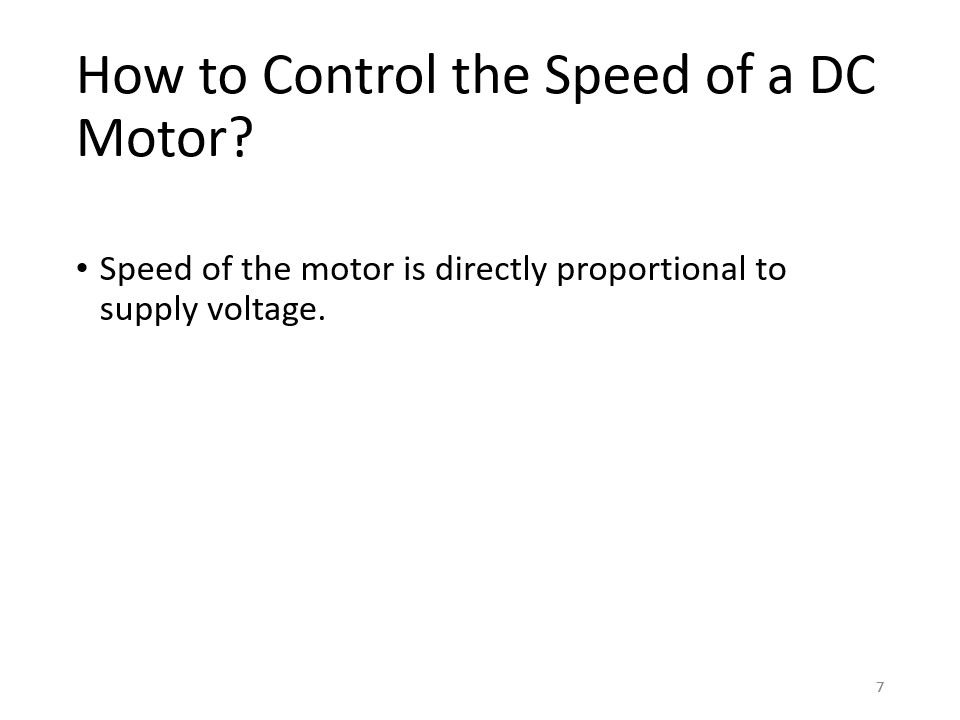 How to Control the Speed of a DC
Motor?
• Speed of the motor is directly proportional to
supply voltage.
7